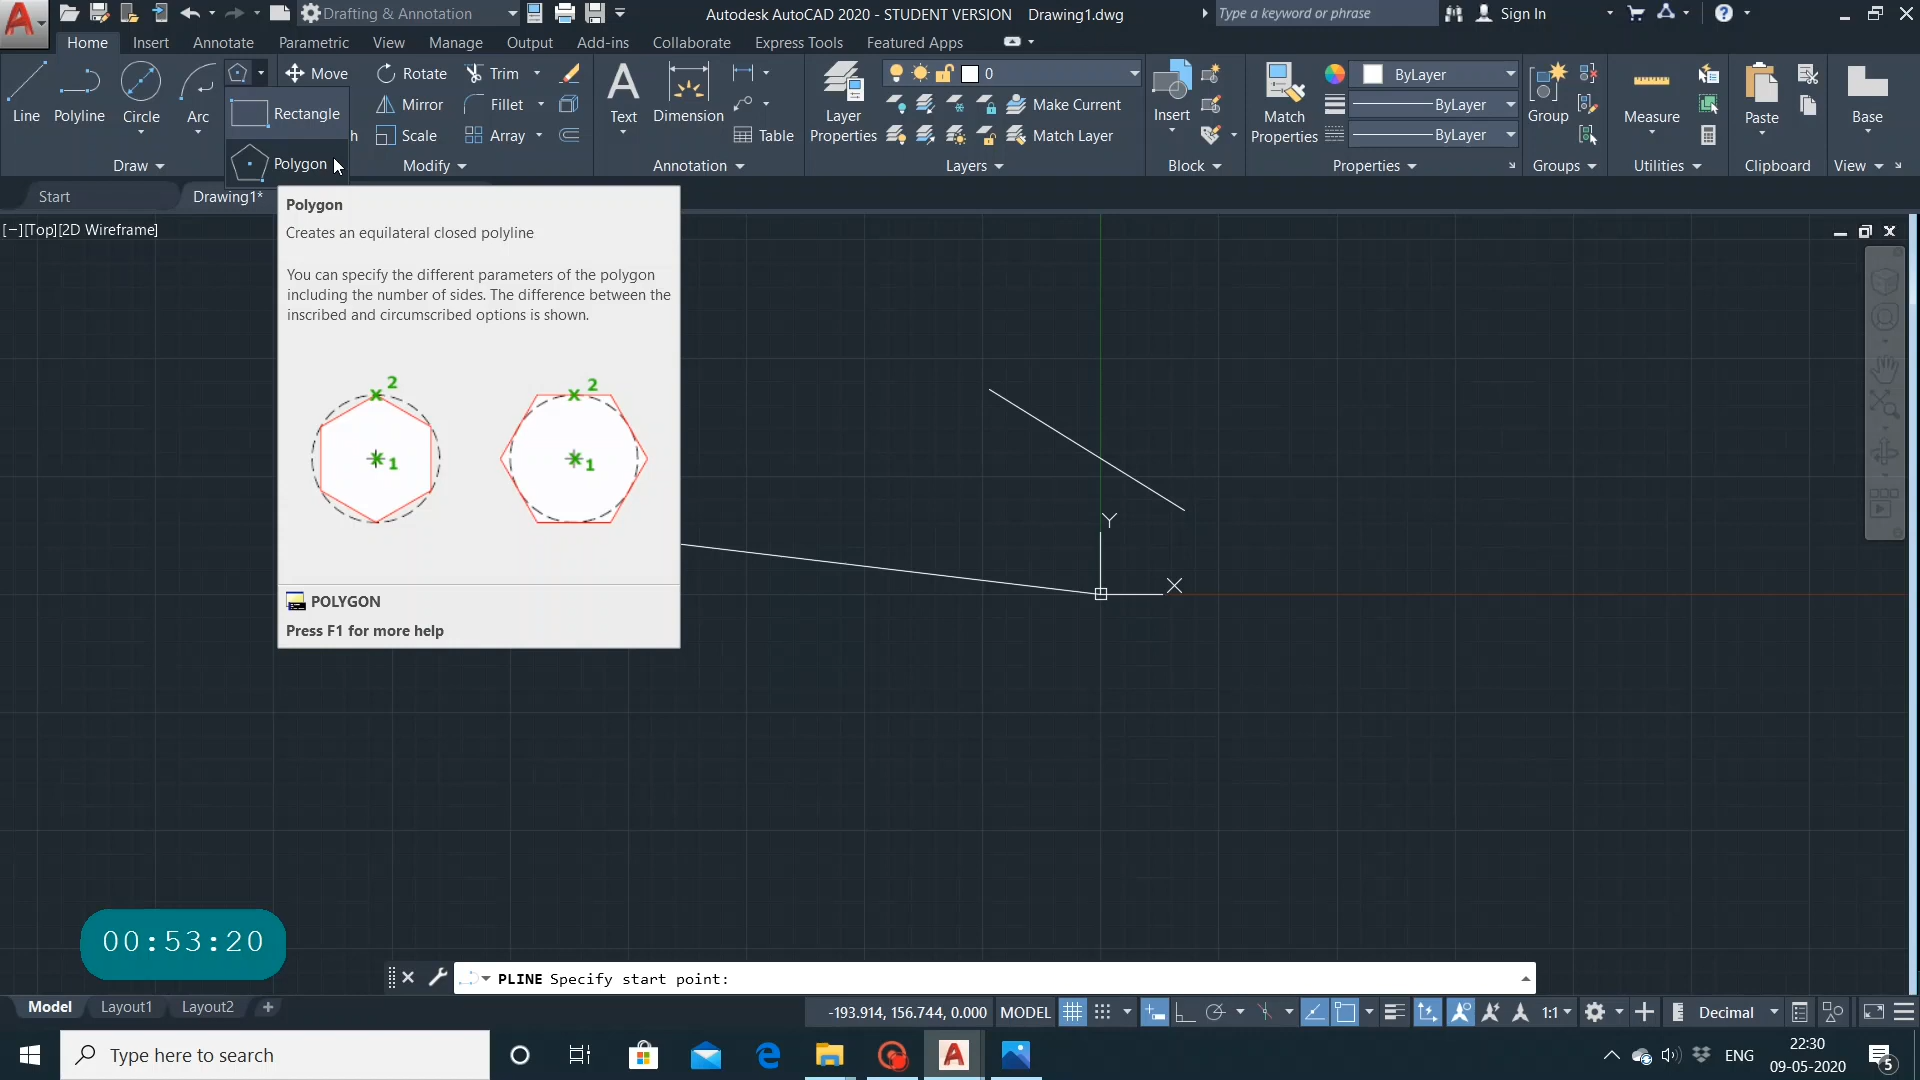 Drafting & Annotation
Autodesk AutoCAD 2020 - STUDENT VERSION Drawing1.dwg
Type a keyword or phrase
Sign In
Home Insert Annotate Parametric View Manage Output Add-ins Collaborate Express Tools Featured Apps
Line Polyline Circle Arc
Rectangle
Polygon
Move Rotate Trim
Mirror Fillet
h Scale Array
Text Dimension Table
Layer Properties
0
Make Current
Match Layer
Insert
Match Properties
ByLayer
ByLayer
ByLayer
Group
Measure
Paste
Base
Draw Modify Annotation Layers Block Properties Groups Utilities Clipboard View
Start Drawing1*
[−][Top][2D Wireframe]
Polygon
Creates an equilateral closed polyline
You can specify the different parameters of the polygon
including the number of sides. The difference between the
inscribed and circumscribed options is shown.
2 2
1 1
POLYGON
Press F1 for more help
Y
X
00:53:20
PLINE Specify start point:
Model Layout1 Layout2 +
-193.914, 156.744, 0.000 MODEL 1:1 Decimal
Type here to search
ENG
22:30
09-05-2020
5